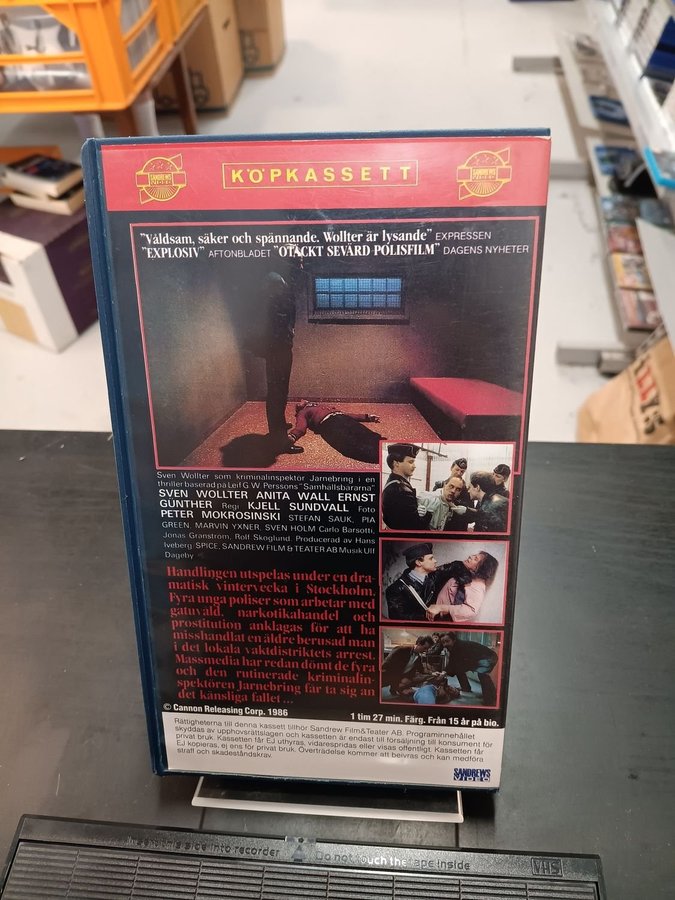 KÖPKASSETT
SANDREWS VIDEO
SANDREWS VIDEO
"Våldsam, säker och spännande. Wollter är lysande" EXPRESSEN
"EXPLOSIV" AFTONBLADET "OTÄCKT SEVÄRD POLISFILM" DAGENS NYHETER
Sven Wollter som kriminalinspektör Jarnebring i en
thriller baserad på Leif G.W. Perssons "Samhällsbärarna"
SVEN WOLLTER ANITA WALL ERNST
GÜNTHER Regi KJELL SUNDVALL Foto
PETER MOKROSINSKI STEFAN SAUK, PIA
GREEN, MARVIN YXNER, SVEN HOLM Carlo Barsotti,
Jonas Granström, Rolf Skoglund. Producerad av Hans
Iveberg: SPICE, SANDREW FILM & TEATER AB Musik Ulf
Dageby
Handlingen utspelas under en dra-
matisk vintervecka i Stockholm.
Fyra unga poliser som arbetar med
gatuvåld, narkotikahandel och
prostitution anklagas för att ha
misshandlat en äldre berusad man
i det lokala vaktdistriktets arrest.
Massmedia har redan dömt de fyra
och den rutinerade kriminalin-
spektören Jarnebring får ta sig an
det känsliga fallet ...
© Cannon Releasing Corp. 1986 1 tim 27 min. Färg. Från 15 år på bio.
Rättigheterna till denna kassett tillhör Sandrew Film & Teater AB. Programinnehållet
skyddas av upphovsrättslagen och kassetten är endast till försäljning till konsument för
privat bruk. Kassetten får EJ uthyras, vidarespridas eller visas offentligt. Kassetten får
EJ kopieras, ej ens för privat bruk. Överträdelse kommer att beivras och kan medföra
straff och skadeståndskrav.
SANDREWS
VIDEO
side into recorder Do not touch the tape inside VHS